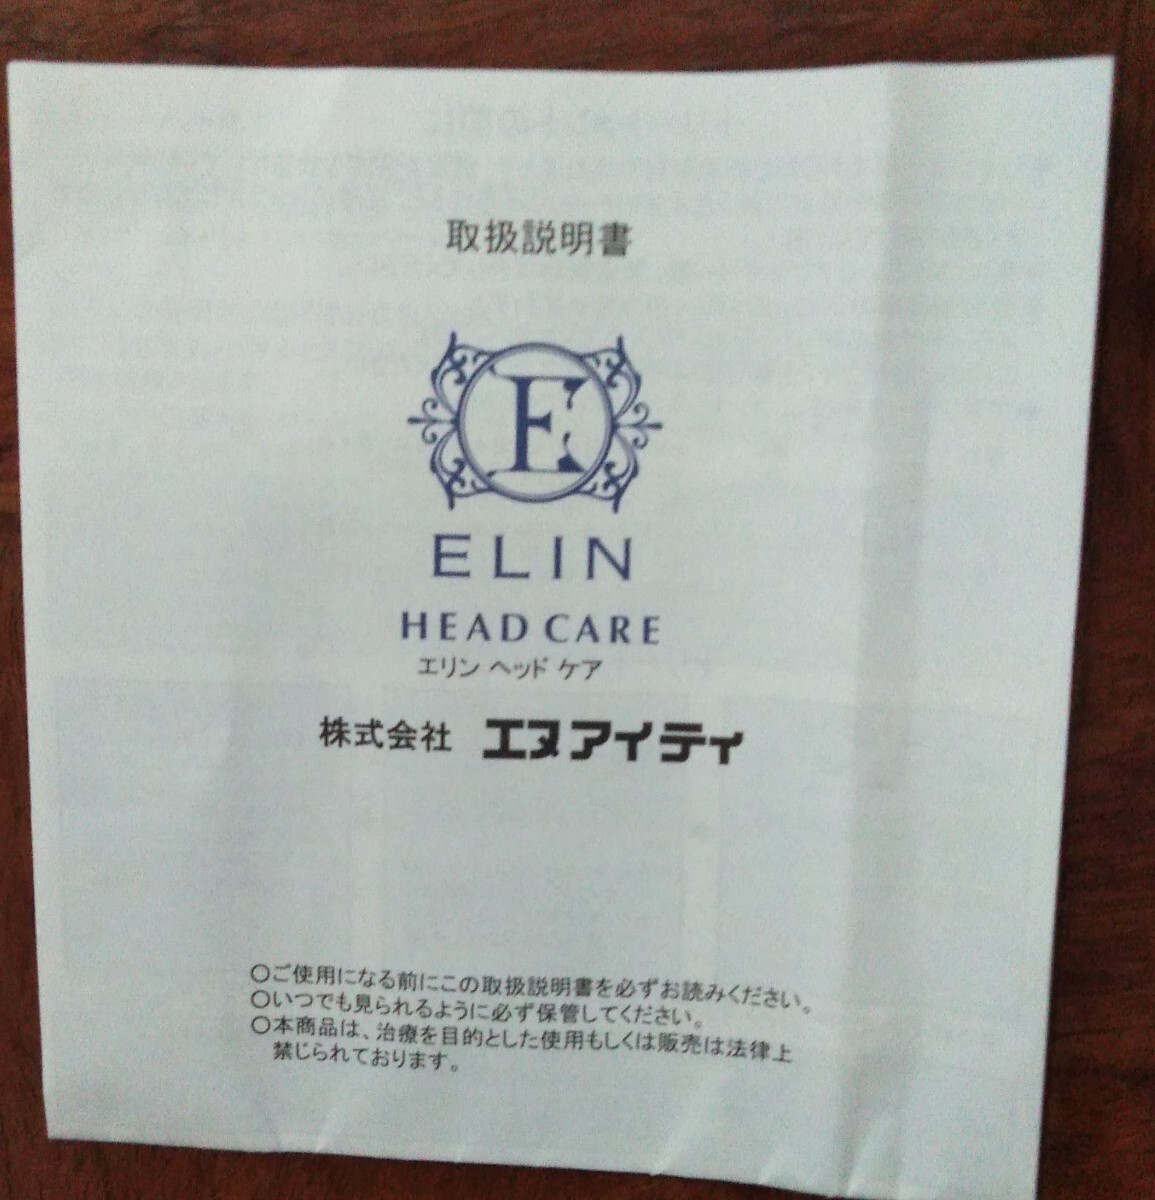 取扱説明書
E
ELIN
HEAD CARE
エリン ヘッド ケア
株式会社 エヌアイティ
○ご使用になる前にこの取扱説明書を必ずお読みください。
○いつでも見られるように必ず保管してください。
○本商品は、治療を目的とした使用もしくは販売は法律上
禁じられております。